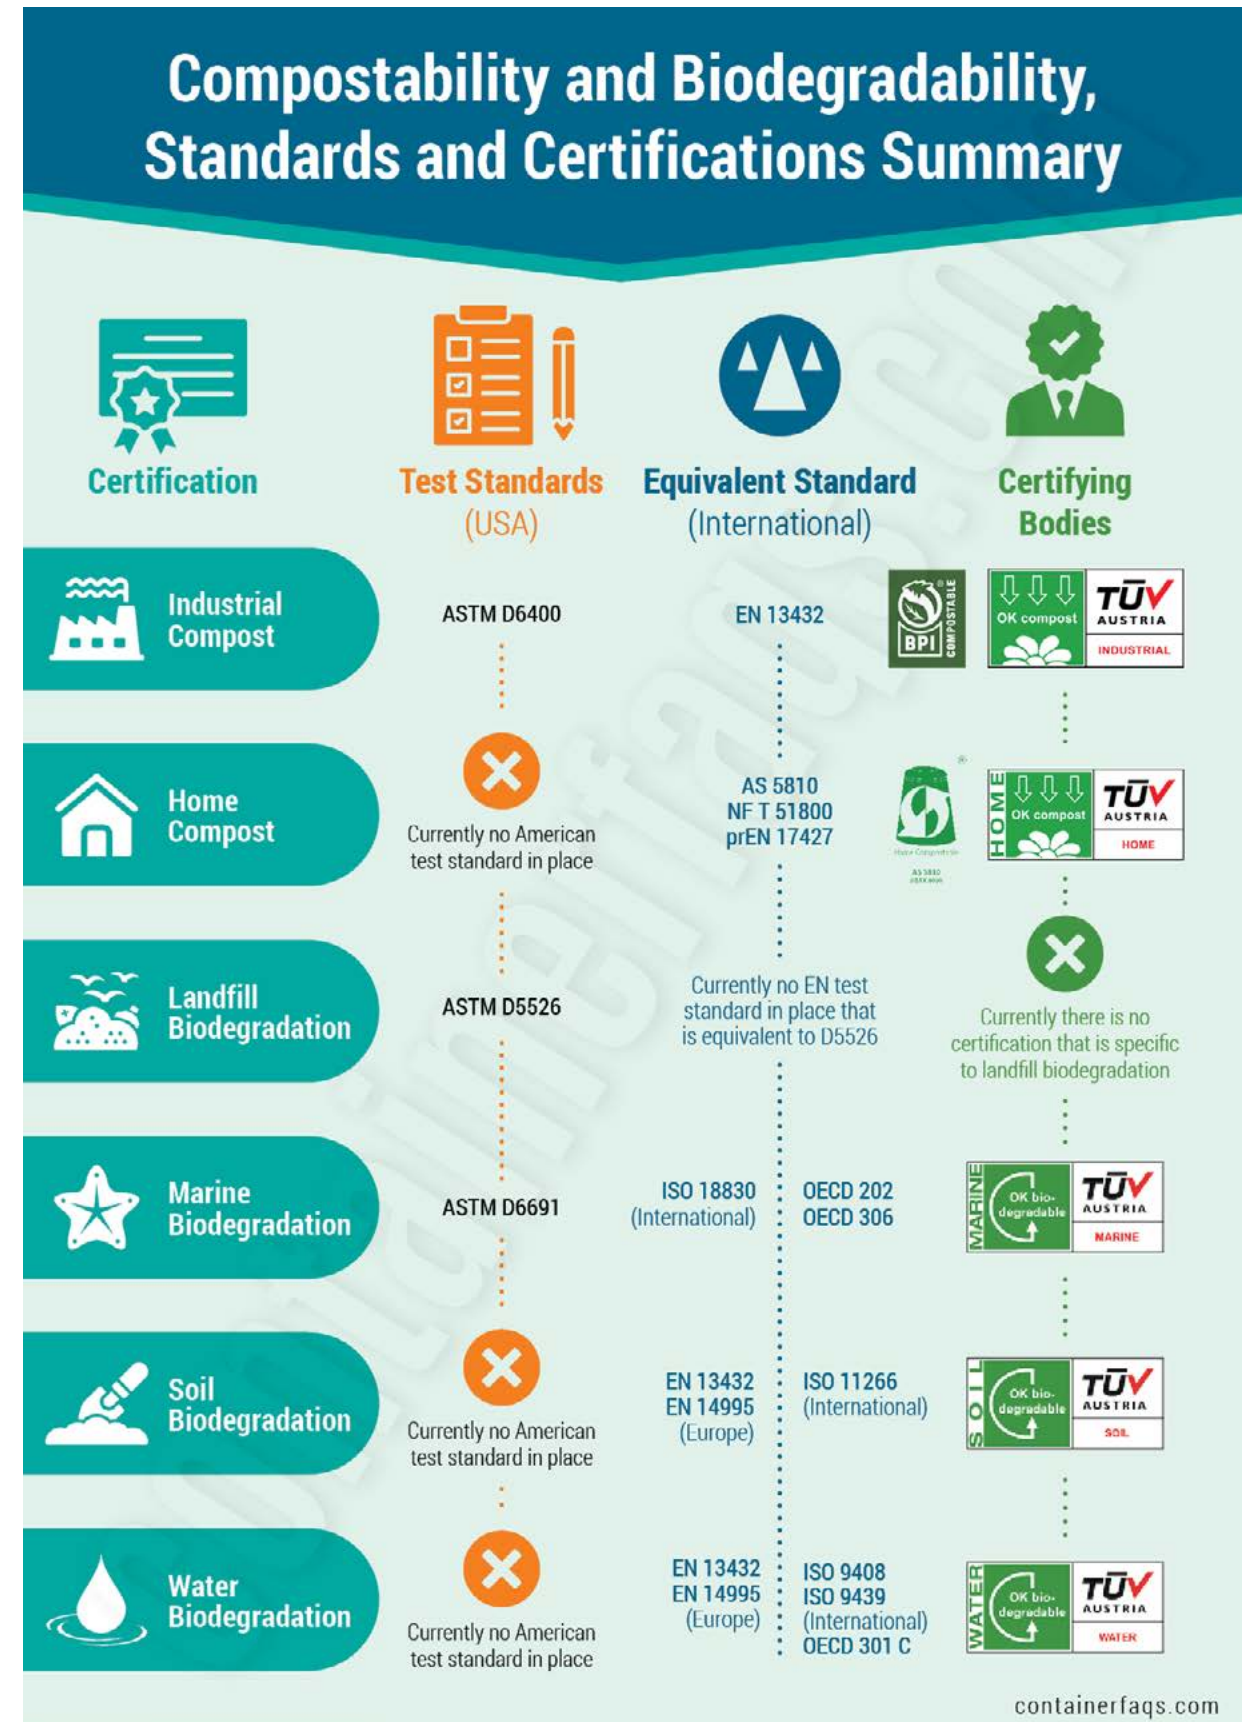 Compostability and Biodegradability,
Standards and Certifications Summary
Certification
Test Standards
(USA)
Equivalent Standard
(International)
Certifying
Bodies
Industrial
Compost
ASTM D6400
EN 13432
BPI
COMPOSTABLE
OK compost
TÜV
AUSTRIA
INDUSTRIAL
Home
Compost
Currently no American
test standard in place
AS 5810
NF T 51800
prEN 17427
Home Compostable
AS 5810
HOME
OK compost
TÜV
AUSTRIA
HOME
Landfill
Biodegradation
ASTM D5526
Currently no EN test
standard in place that
is equivalent to D5526
Currently there is no
certification that is specific
to landfill biodegradation
Marine
Biodegradation
ASTM D6691
ISO 18830
(International)
OECD 202
OECD 306
MARINE
OK bio-
degradable
TÜV
AUSTRIA
MARINE
Soil
Biodegradation
Currently no American
test standard in place
EN 13432
EN 14995
(Europe)
ISO 11266
(International)
SOIL
OK bio-
degradable
TÜV
AUSTRIA
SOIL
Water
Biodegradation
Currently no American
test standard in place
EN 13432
EN 14995
(Europe)
ISO 9408
ISO 9439
(International)
OECD 301 C
WATER
OK bio-
degradable
TÜV
AUSTRIA
WATER
containerfaqs.com
containerfaqs.com